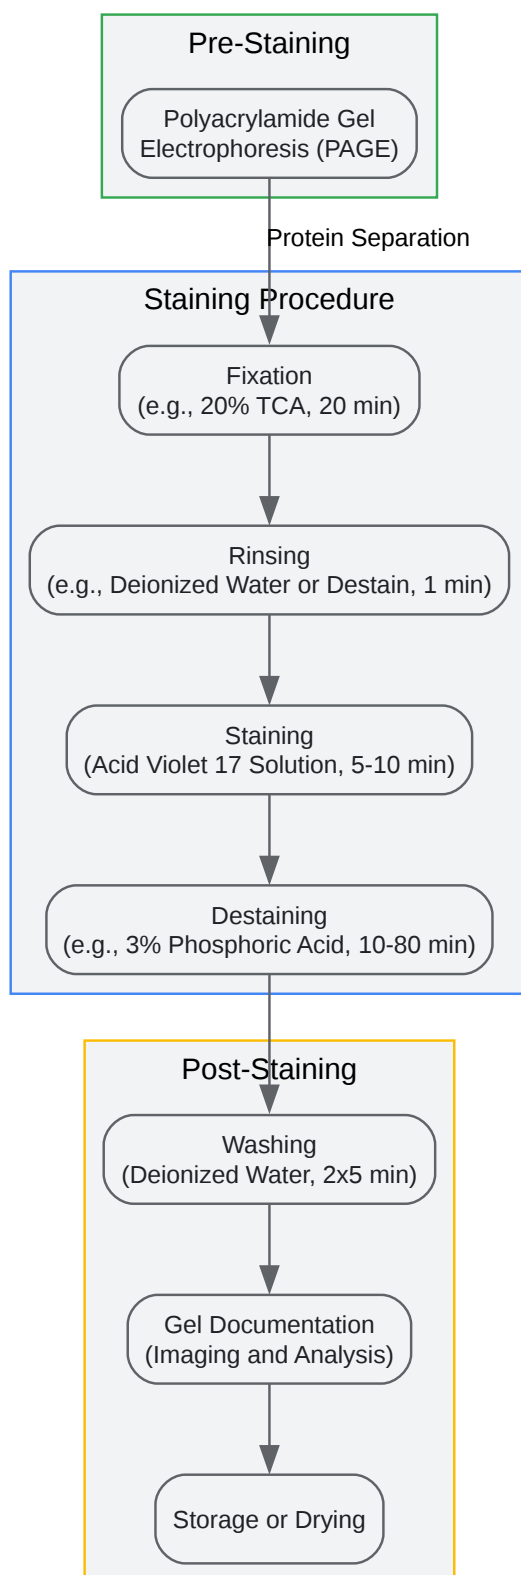 Pre-Staining
Polyacrylamide Gel
Electrophoresis (PAGE)
Protein Separation
Staining Procedure
Fixation
(e.g., 20% TCA, 20 min)
Rinsing
(e.g., Deionized Water or Destain, 1 min)
Staining
(Acid Violet 17 Solution, 5-10 min)
Destaining
(e.g., 3% Phosphoric Acid, 10-80 min)
Post-Staining
Washing
(Deionized Water, 2x5 min)
Gel Documentation
(Imaging and Analysis)
Storage or Drying